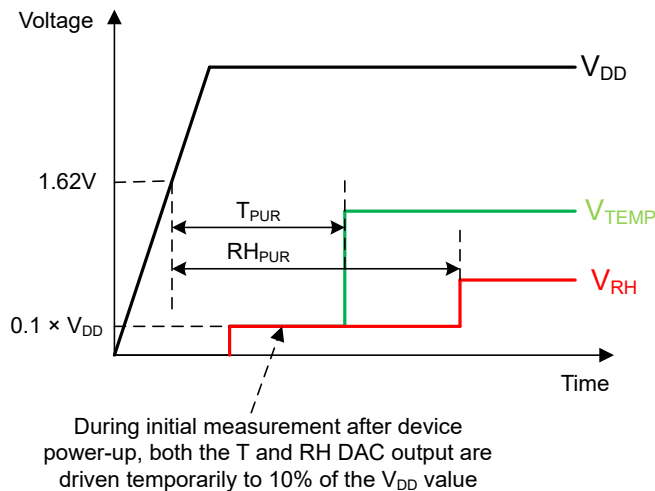 Voltage
V_DD
1.62V
T_PUR
V_TEMP
RH_PUR
V_RH
0.1 × V_DD
Time
During initial measurement after device
power-up, both the T and RH DAC output are
driven temporarily to 10% of the V_DD value